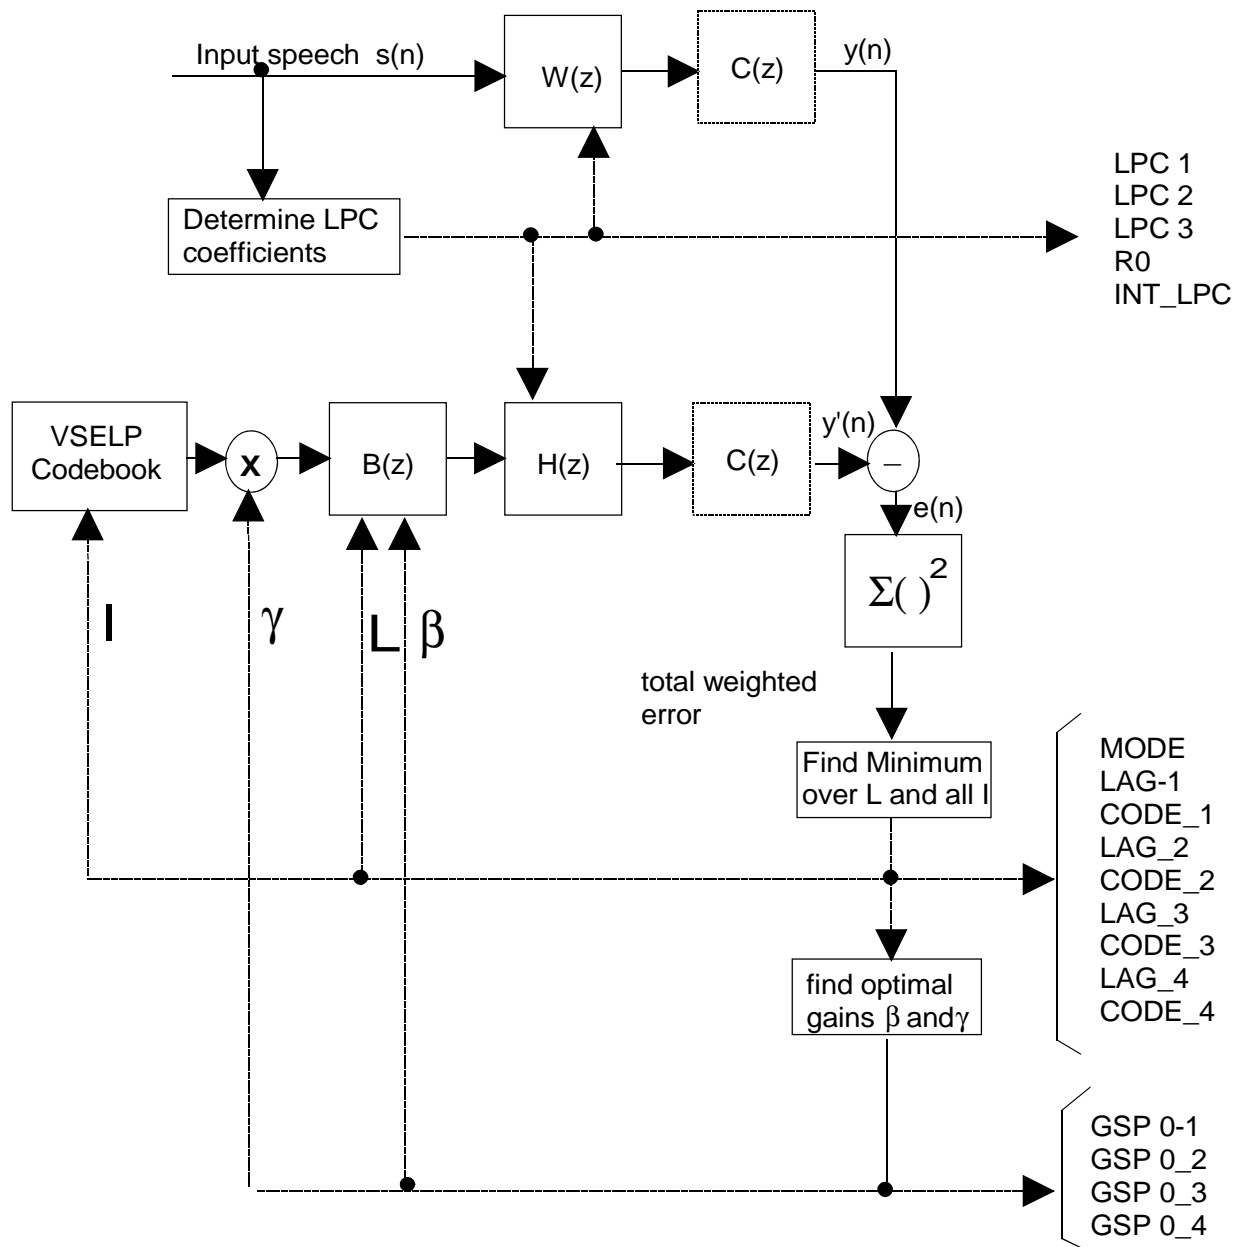 Input speech s(n)
W(z)
C(z)
y(n)
Determine LPC
coefficients
LPC 1
LPC 2
LPC 3
R0
INT_LPC
VSELP
Codebook
x
B(z)
H(z)
C(z)
y'(n)
−
e(n)
Σ( )²
I
γ
L
β
total weighted
error
Find Minimum
over L and all I
MODE
LAG-1
CODE_1
LAG_2
CODE_2
LAG_3
CODE_3
LAG_4
CODE_4
find optimal
gains β and γ
GSP 0-1
GSP 0_2
GSP 0_3
GSP 0_4